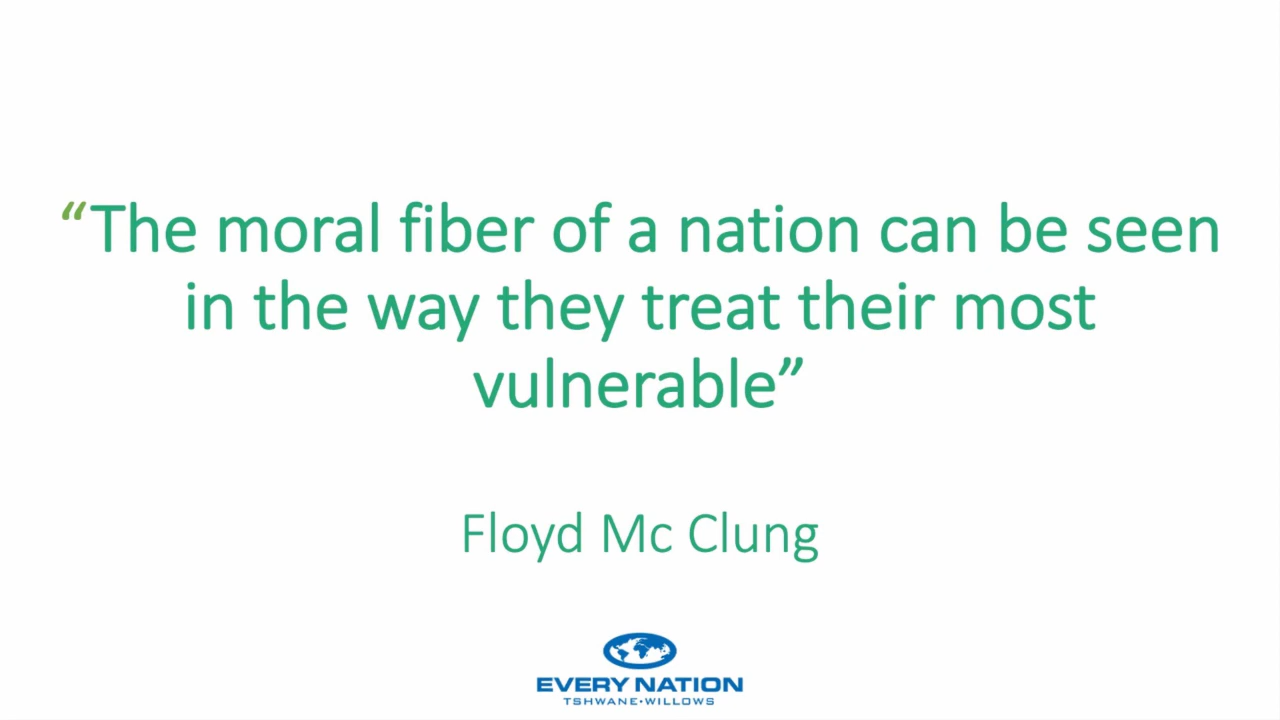 “The moral fiber of a nation can be seen
in the way they treat their most
vulnerable”
Floyd Mc Clung
EVERY NATION
TSHWANE•WILLOWS